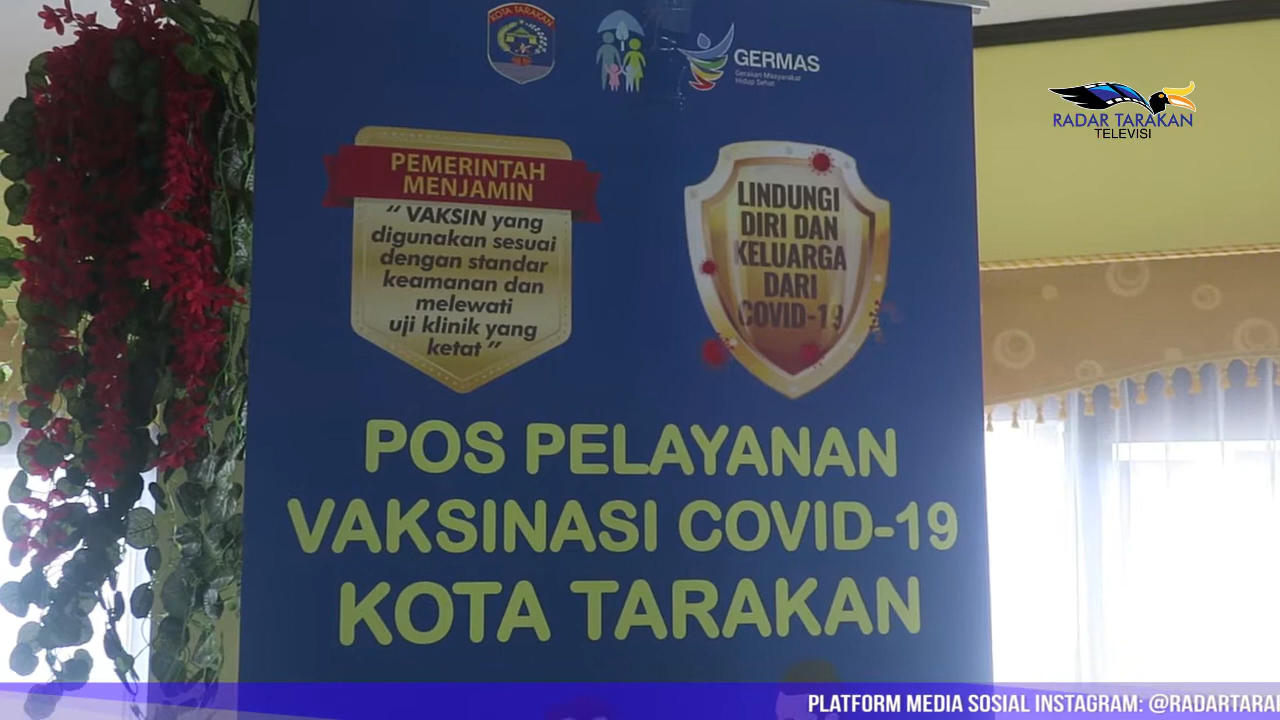 KOTA TARAKAN
GERMAS
Gerakan Masyarakat
Hidup Sehat
RADAR TARAKAN
TELEVISI
PEMERINTAH
MENJAMIN
“ VAKSIN yang
digunakan sesuai
dengan standar
keamanan dan
melewati
uji klinik yang
ketat ”
LINDUNGI
DIRI DAN
KELUARGA
DARI
COVID-19
POS PELAYANAN
VAKSINASI COVID-19
KOTA TARAKAN
PLATFORM MEDIA SOSIAL INSTAGRAM: @RADARTARA